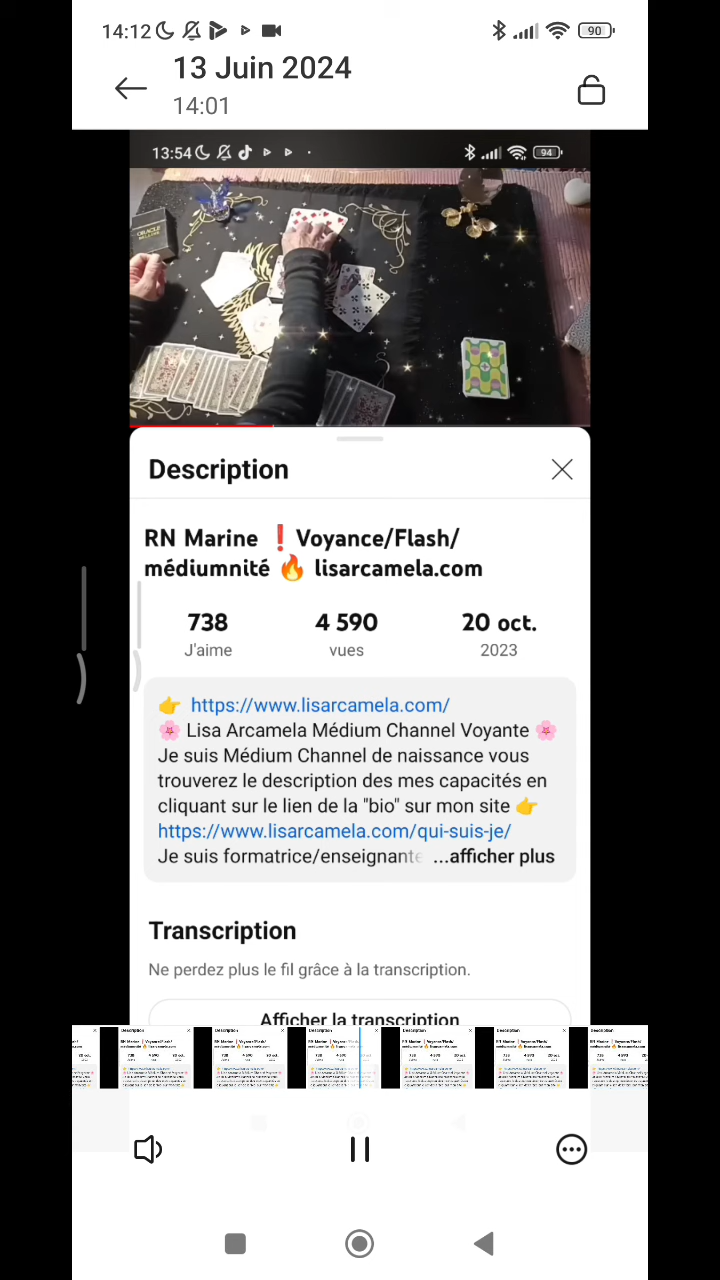 14:12
90
13 Juin 2024
14:01
13:54
94
ORACLE
Description
RN Marine ❗ Voyance/Flash/
médiumnité 🔥 lisarcamela.com
738 4 590 20 oct.
J'aime vues 2023
👉 https://www.lisarcamela.com/
🌸 Lisa Arcamela Médium Channel Voyante 🌸
Je suis Médium Channel de naissance vous
trouverez le description des mes capacités en
cliquant sur le lien de la "bio" sur mon site 👉
https://www.lisarcamela.com/qui-suis-je/
Je suis formatrice/enseignante ...afficher plus
Transcription
Ne perdez plus le fil grâce à la transcription.
Afficher la transcription